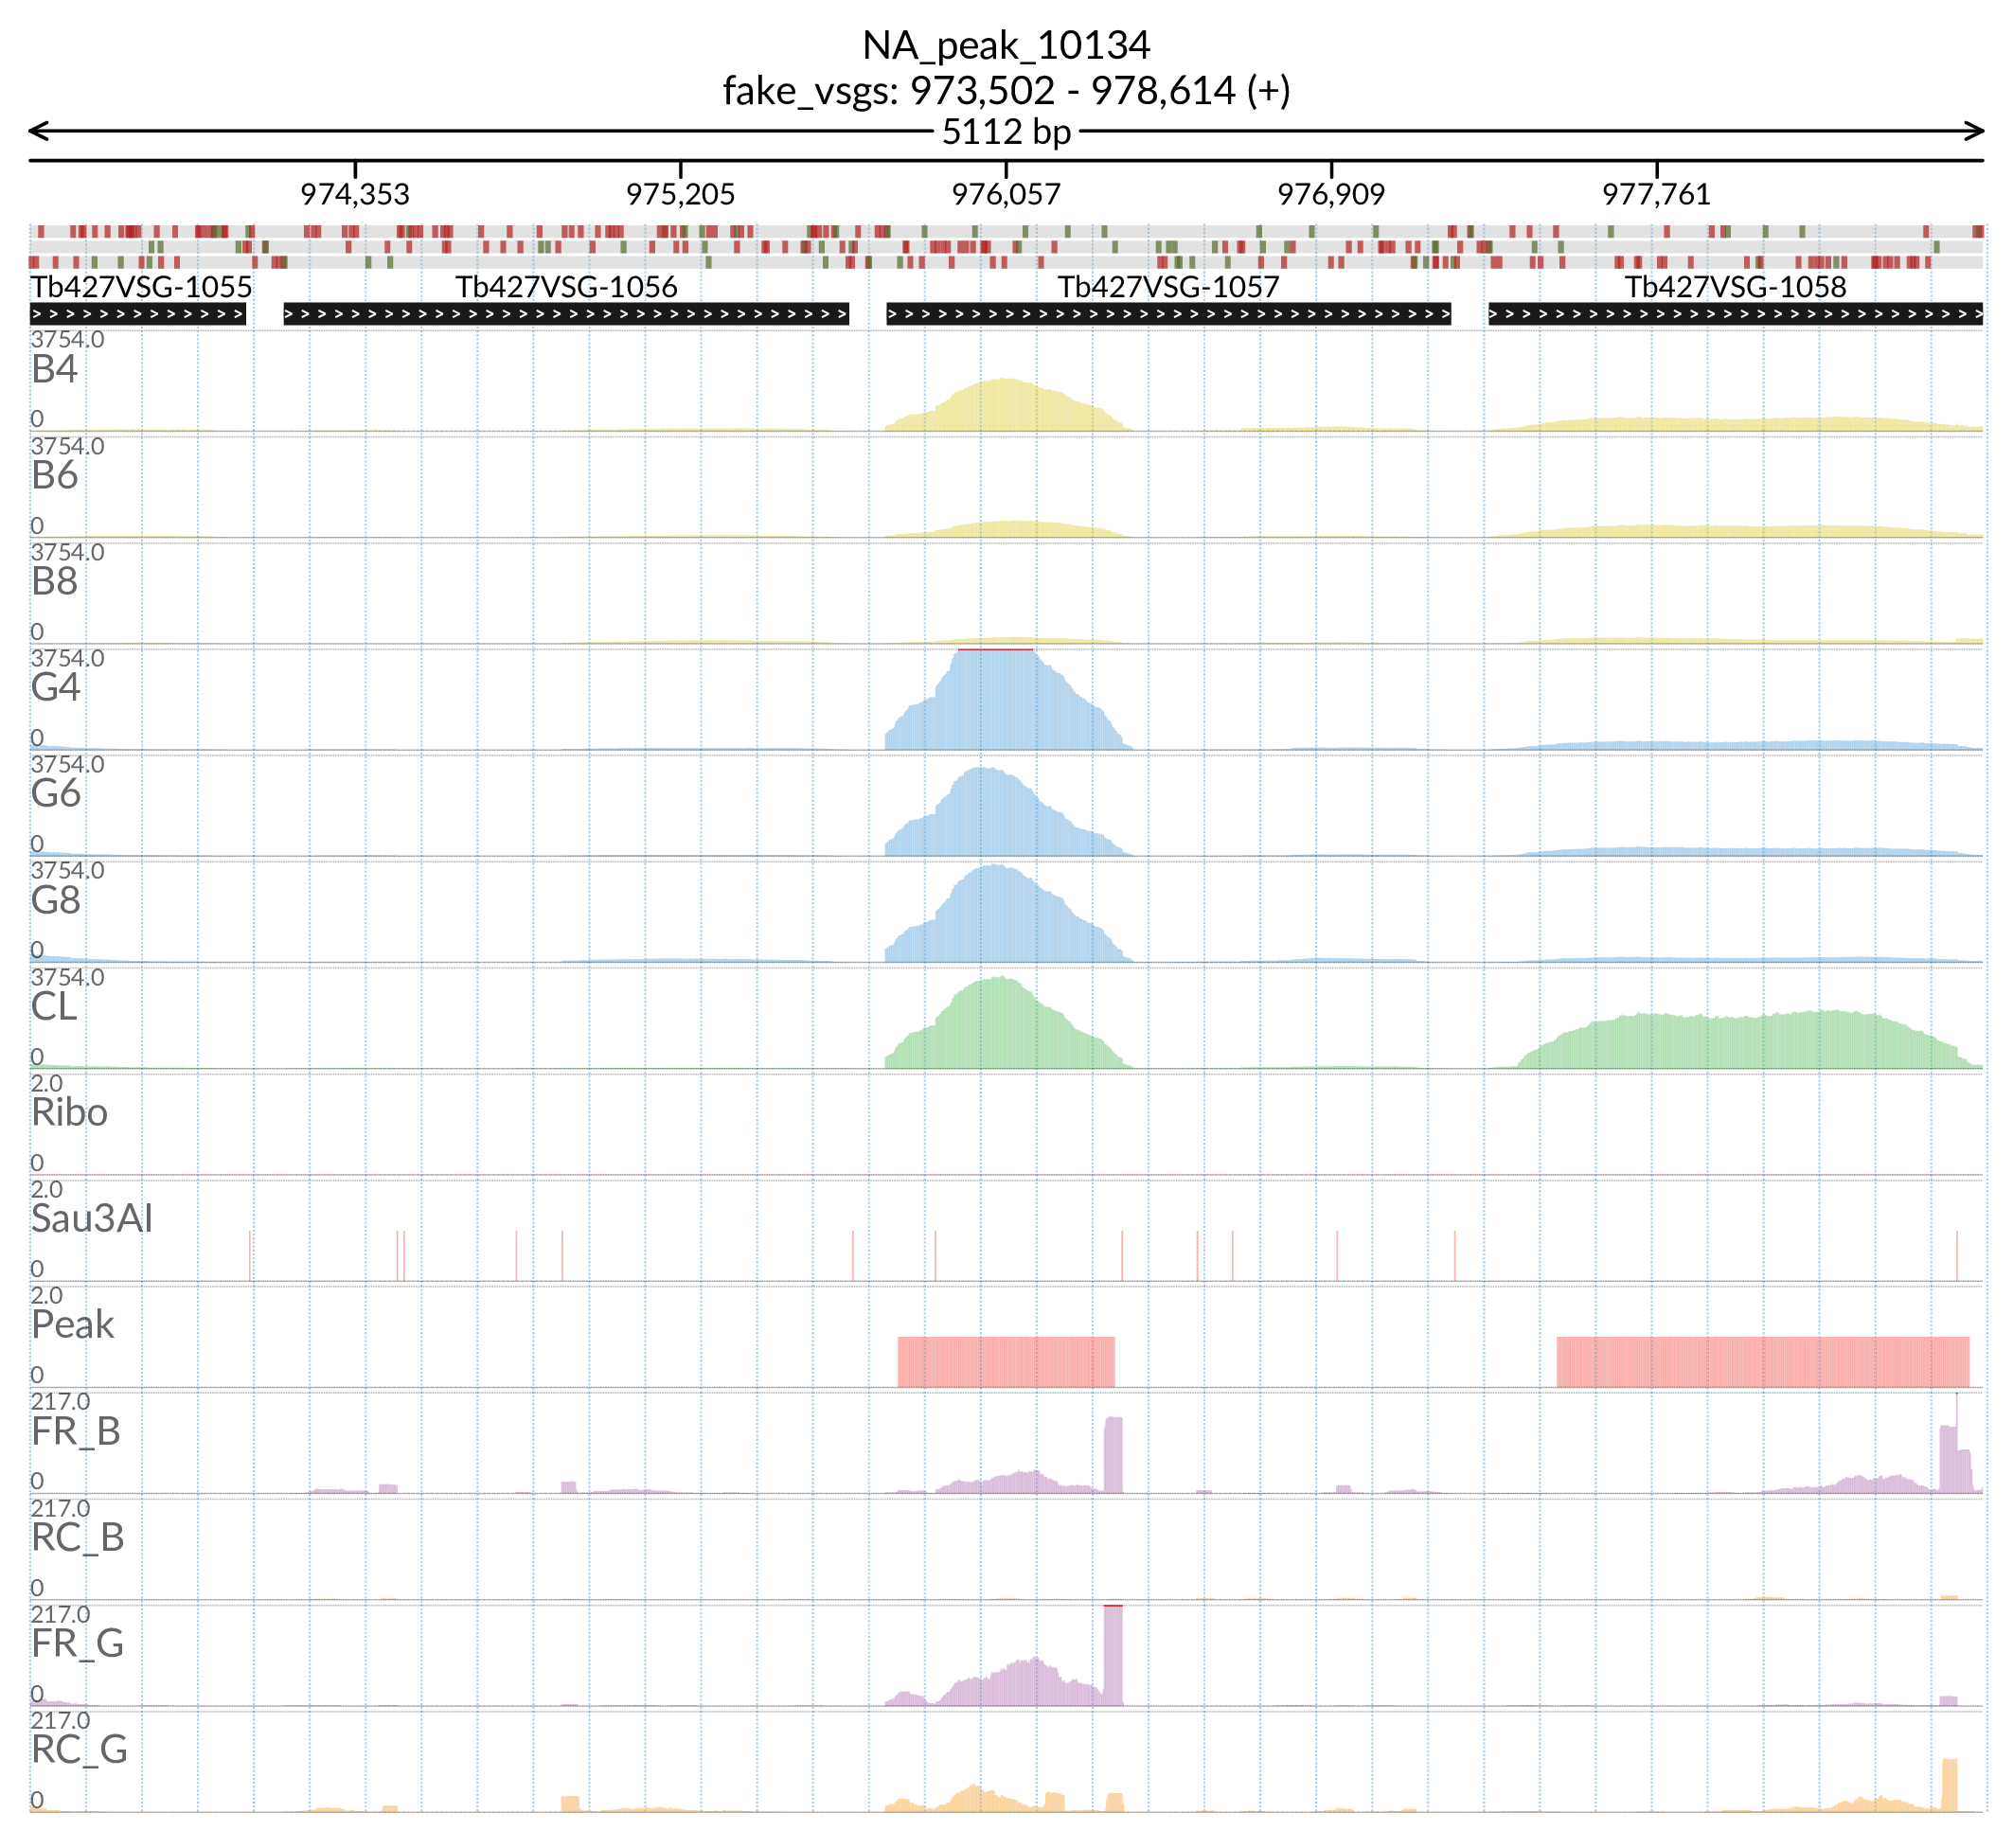 NA_peak_10134
fake_vsgs: 973,502 - 978,614 (+)
5112 bp
974,353 975,205 976,057 976,909 977,761
Tb427VSG-1055 Tb427VSG-1056 Tb427VSG-1057 Tb427VSG-1058
3754.0
B4
0
3754.0
B6
0
3754.0
B8
0
3754.0
G4
0
3754.0
G6
0
3754.0
G8
0
3754.0
CL
0
2.0
Ribo
0
2.0
Sau3AI
0
2.0
Peak
0
217.0
FR_B
0
217.0
RC_B
0
217.0
FR_G
0
217.0
RC_G
0